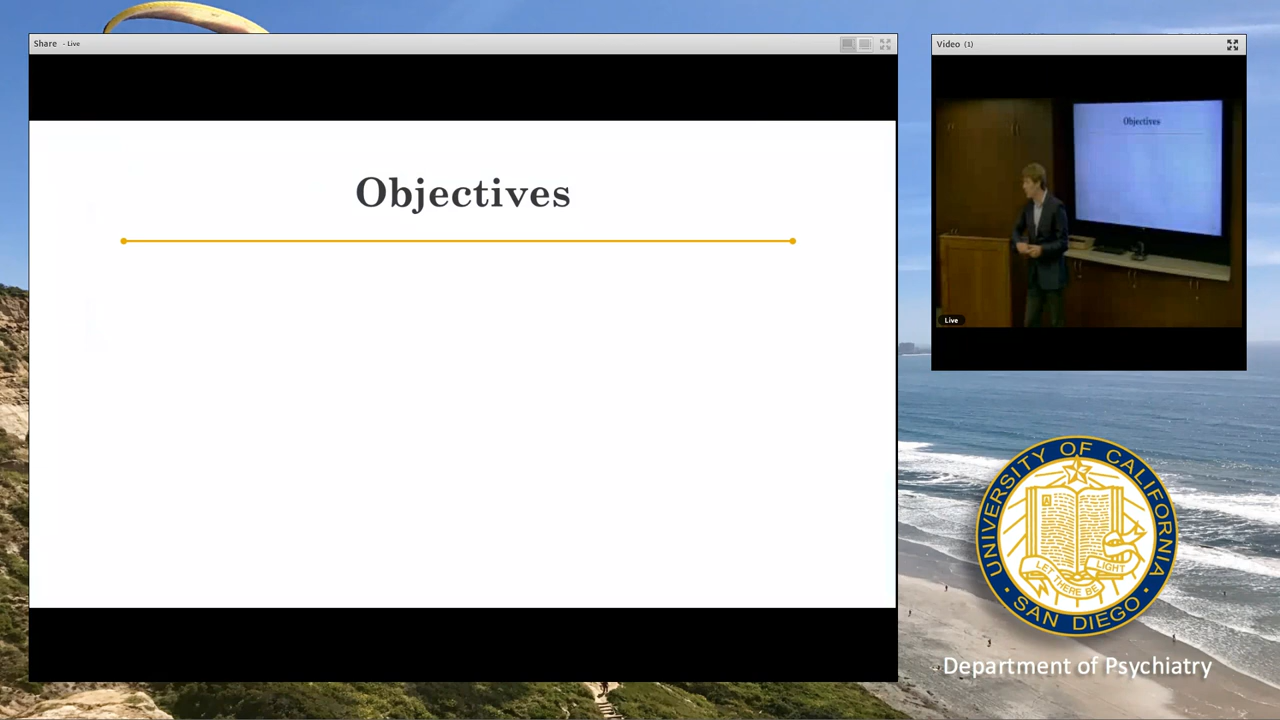 Share - Live
Objectives
Video (1)
Objectives
Live
UNIVERSITY OF CALIFORNIA
SAN DIEGO
LET THERE BE LIGHT
A
Department of Psychiatry